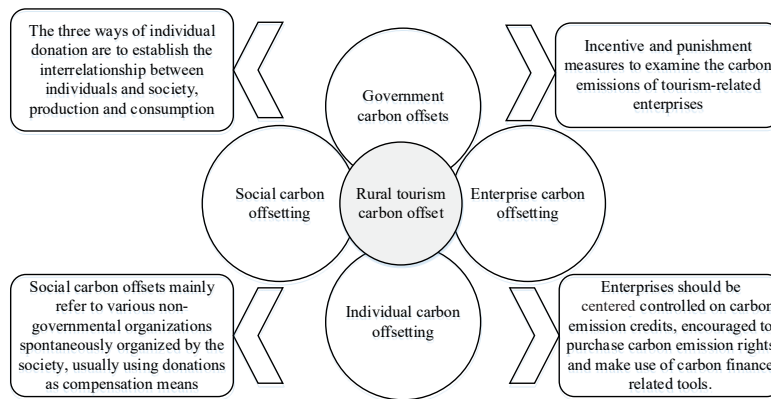 The three ways of individual
donation are to establish the
interrelationship between
individuals and society,
production and consumption
Incentive and punishment
measures to examine the carbon
emissions of tourism-related
enterprises
Government
carbon offsets
Social carbon
offsetting
Rural tourism
carbon offset
Enterprise carbon
offsetting
Individual carbon
offsetting
Social carbon offsets mainly
refer to various non-
governmental organizations
spontaneously organized by the
society, usually using donations
as compensation means
Enterprises should be
centered controlled on carbon
emission credits, encouraged to
purchase carbon emission rights
and make use of carbon finance
related tools.